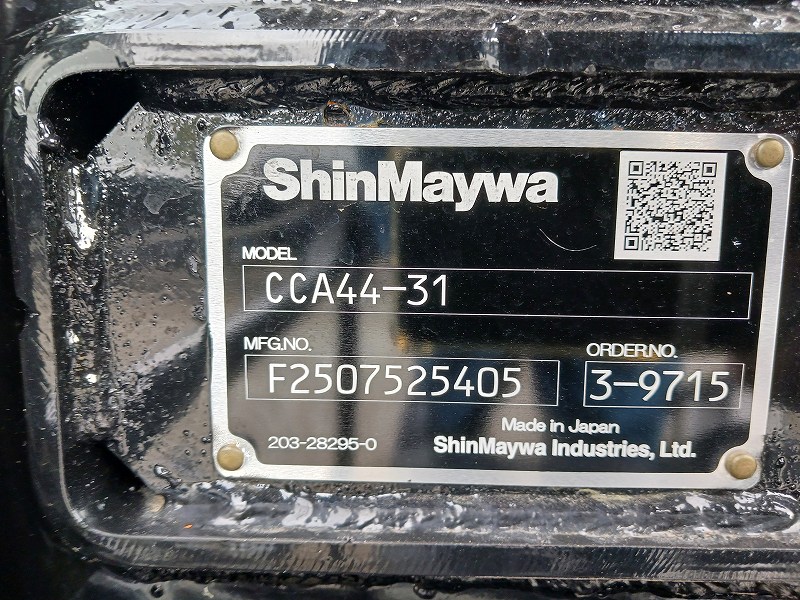 ShinMaywa
MODEL
CCA44-31
MFG.NO.
ORDER.NO.
F2507525405
3-9715
Made in Japan
203-28295-0
ShinMaywa Industries, Ltd.